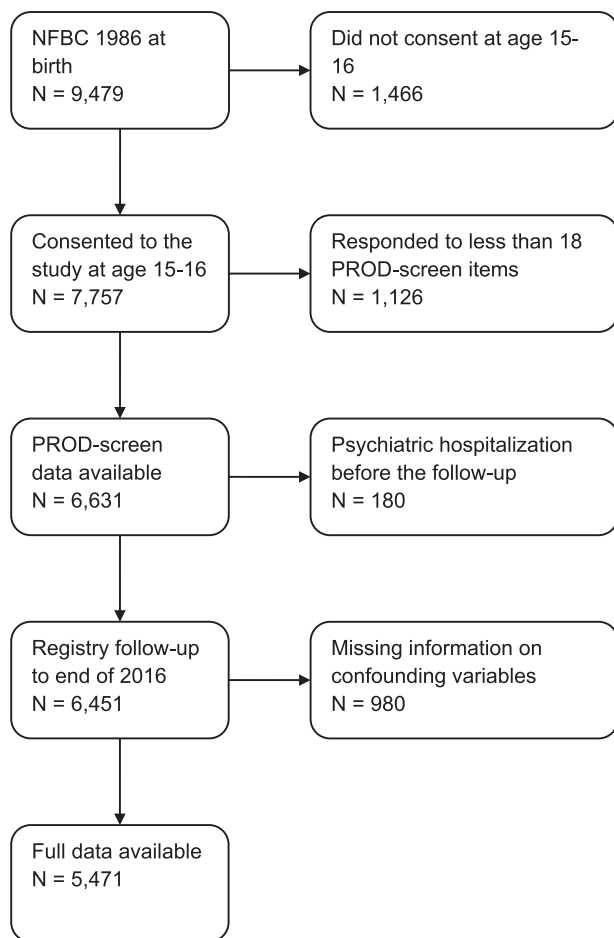 NFBC 1986 at
birth
N = 9,479
Did not consent at age 15-
16
N = 1,466
Consented to the
study at age 15-16
N = 7,757
Responded to less than 18
PROD-screen items
N = 1,126
PROD-screen
data available
N = 6,631
Psychiatric hospitalization
before the follow-up
N = 180
Registry follow-up
to end of 2016
N = 6,451
Missing information on
confounding variables
N = 980
Full data available
N = 5,471